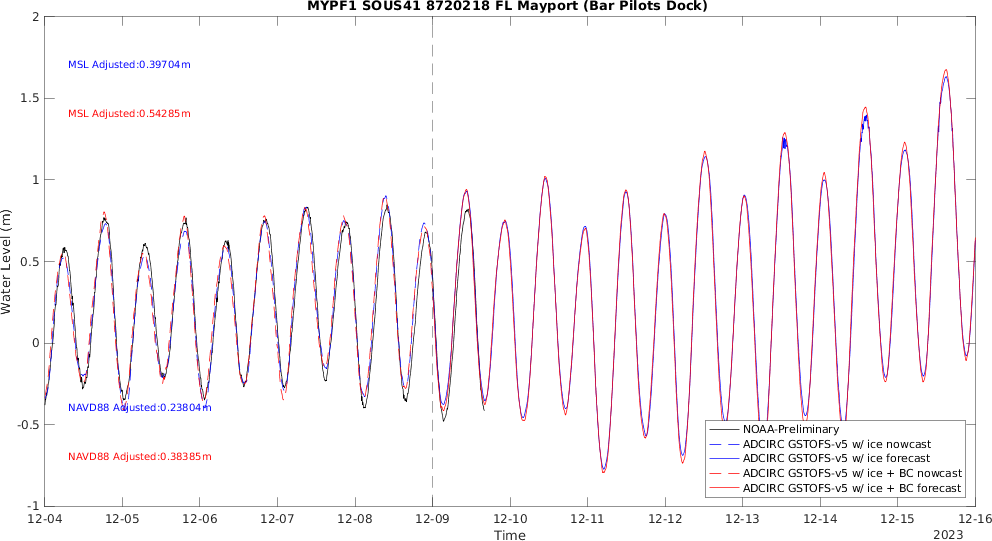 MYPF1 SOUS41 8720218 FL Mayport (Bar Pilots Dock)
2
1.5
1
0.5
0
-0.5
-1
Water Level (m)
MSL Adjusted:0.39704m
MSL Adjusted:0.54285m
NAVD88 Adjusted:0.23804m
NAVD88 Adjusted:0.38385m
NOAA-Preliminary
ADCIRC GSTOFS-v5 w/ ice nowcast
ADCIRC GSTOFS-v5 w/ ice forecast
ADCIRC GSTOFS-v5 w/ ice + BC nowcast
ADCIRC GSTOFS-v5 w/ ice + BC forecast
12-04 12-05 12-06 12-07 12-08 12-09 12-10 12-11 12-12 12-13 12-14 12-15 12-16
Time
2023